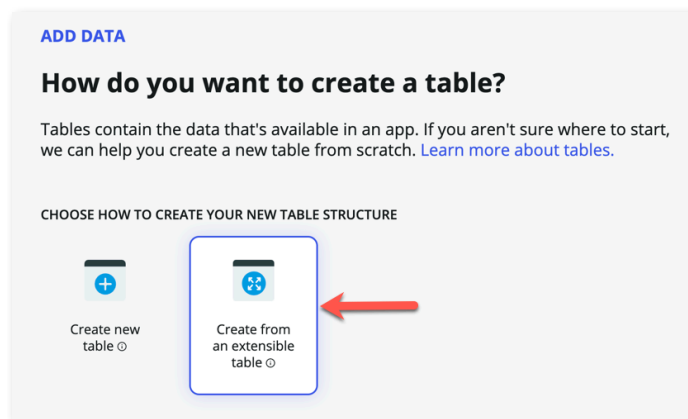 ADD DATA
How do you want to create a table?
Tables contain the data that's available in an app. If you aren't sure where to start,
we can help you create a new table from scratch. Learn more about tables.
CHOOSE HOW TO CREATE YOUR NEW TABLE STRUCTURE
Create new
table
Create from
an extensible
table